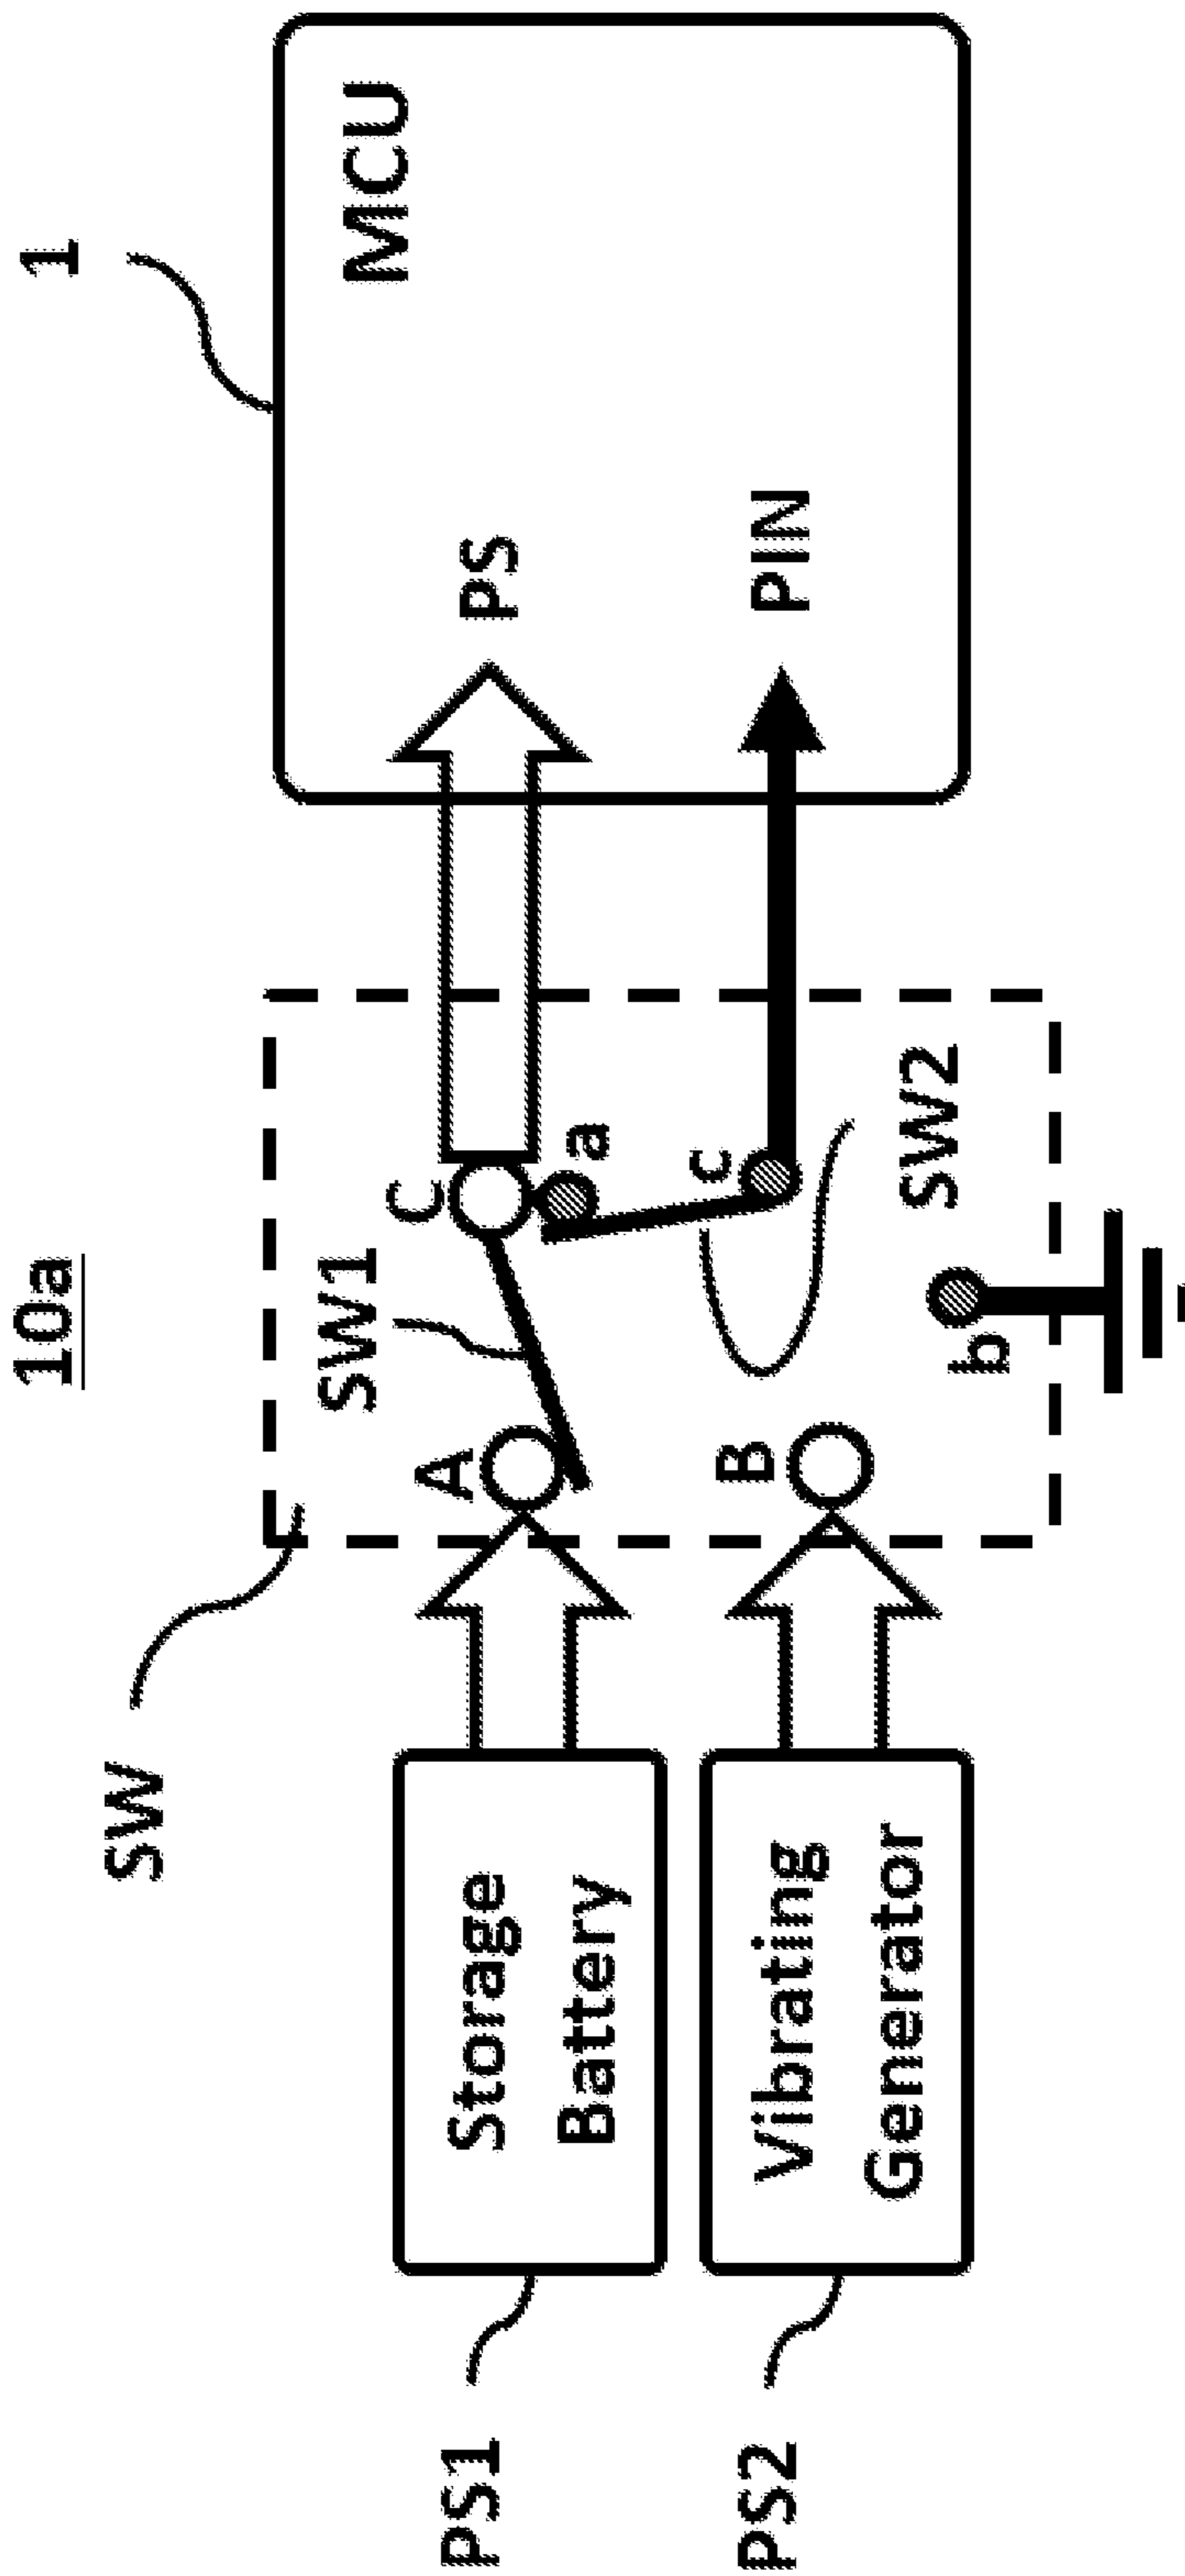 10a
SW
1
SW1
C
MCU
A
PS
a
PS1
Storage
Battery
c
PIN
B
PS2
Vibrating
Generator
SW2
b